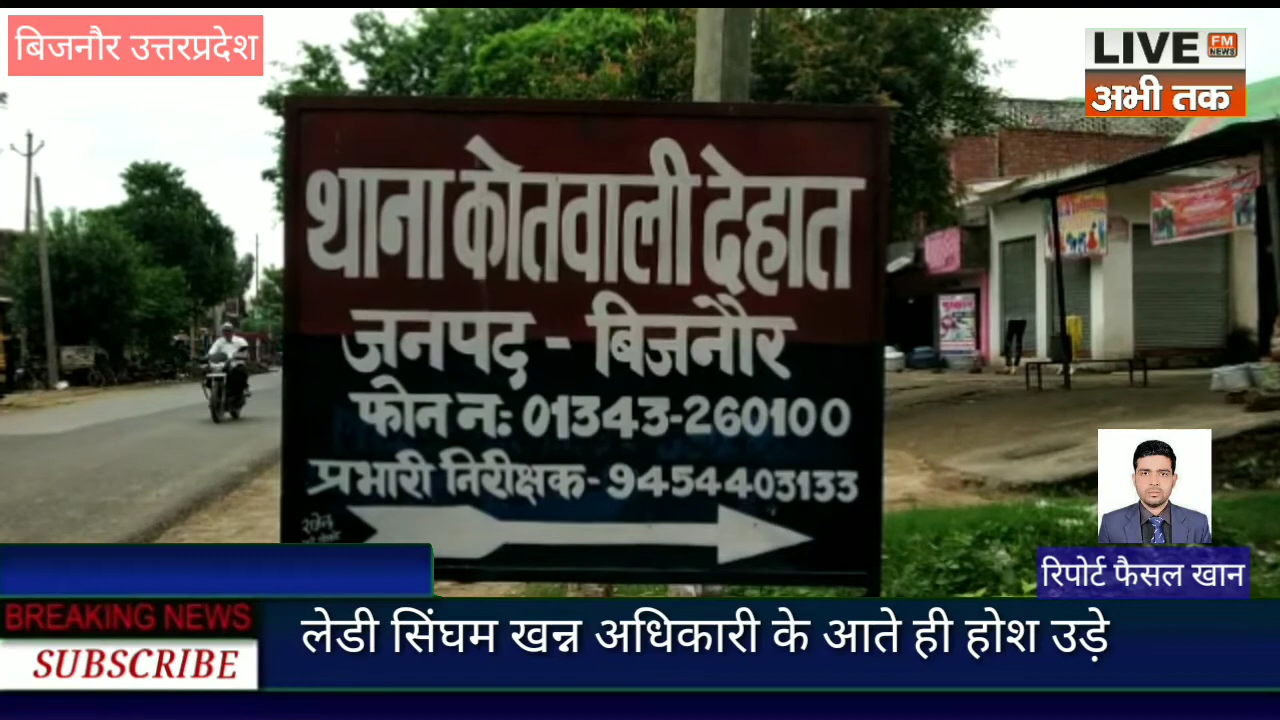 बिजनौर उत्तरप्रदेश
LIVE FM NEWS
अभी तक
थाना कोतवाली देहात
जनपद - बिजनौर
फोन न: 01343-260100
प्रभारी निरीक्षक- 9454403133
रिपोर्ट फैसल खान
BREAKING NEWS
SUBSCRIBE
लेडी सिंघम खन्न अधिकारी के आते ही होश उड़े